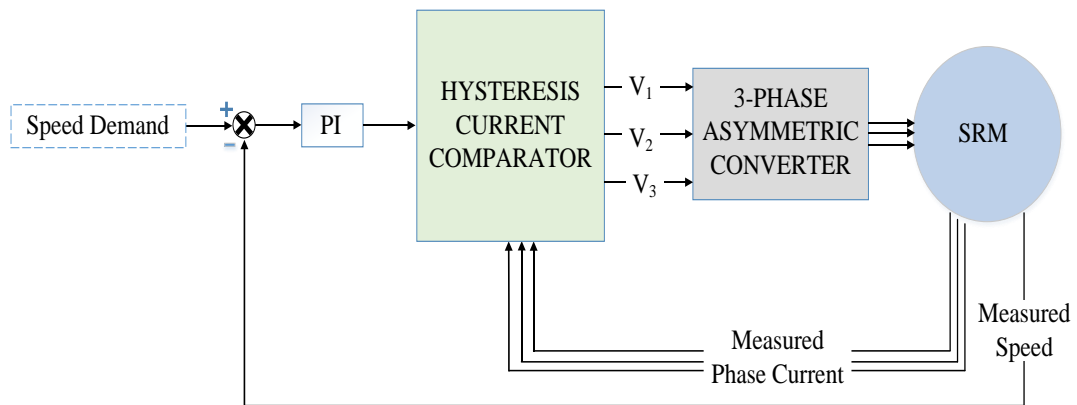 Speed Demand
+
−
PI
HYSTERESIS
CURRENT
COMPARATOR
V1
V2
V3
3-PHASE
ASYMMETRIC
CONVERTER
SRM
Measured
Phase Current
Measured
Speed